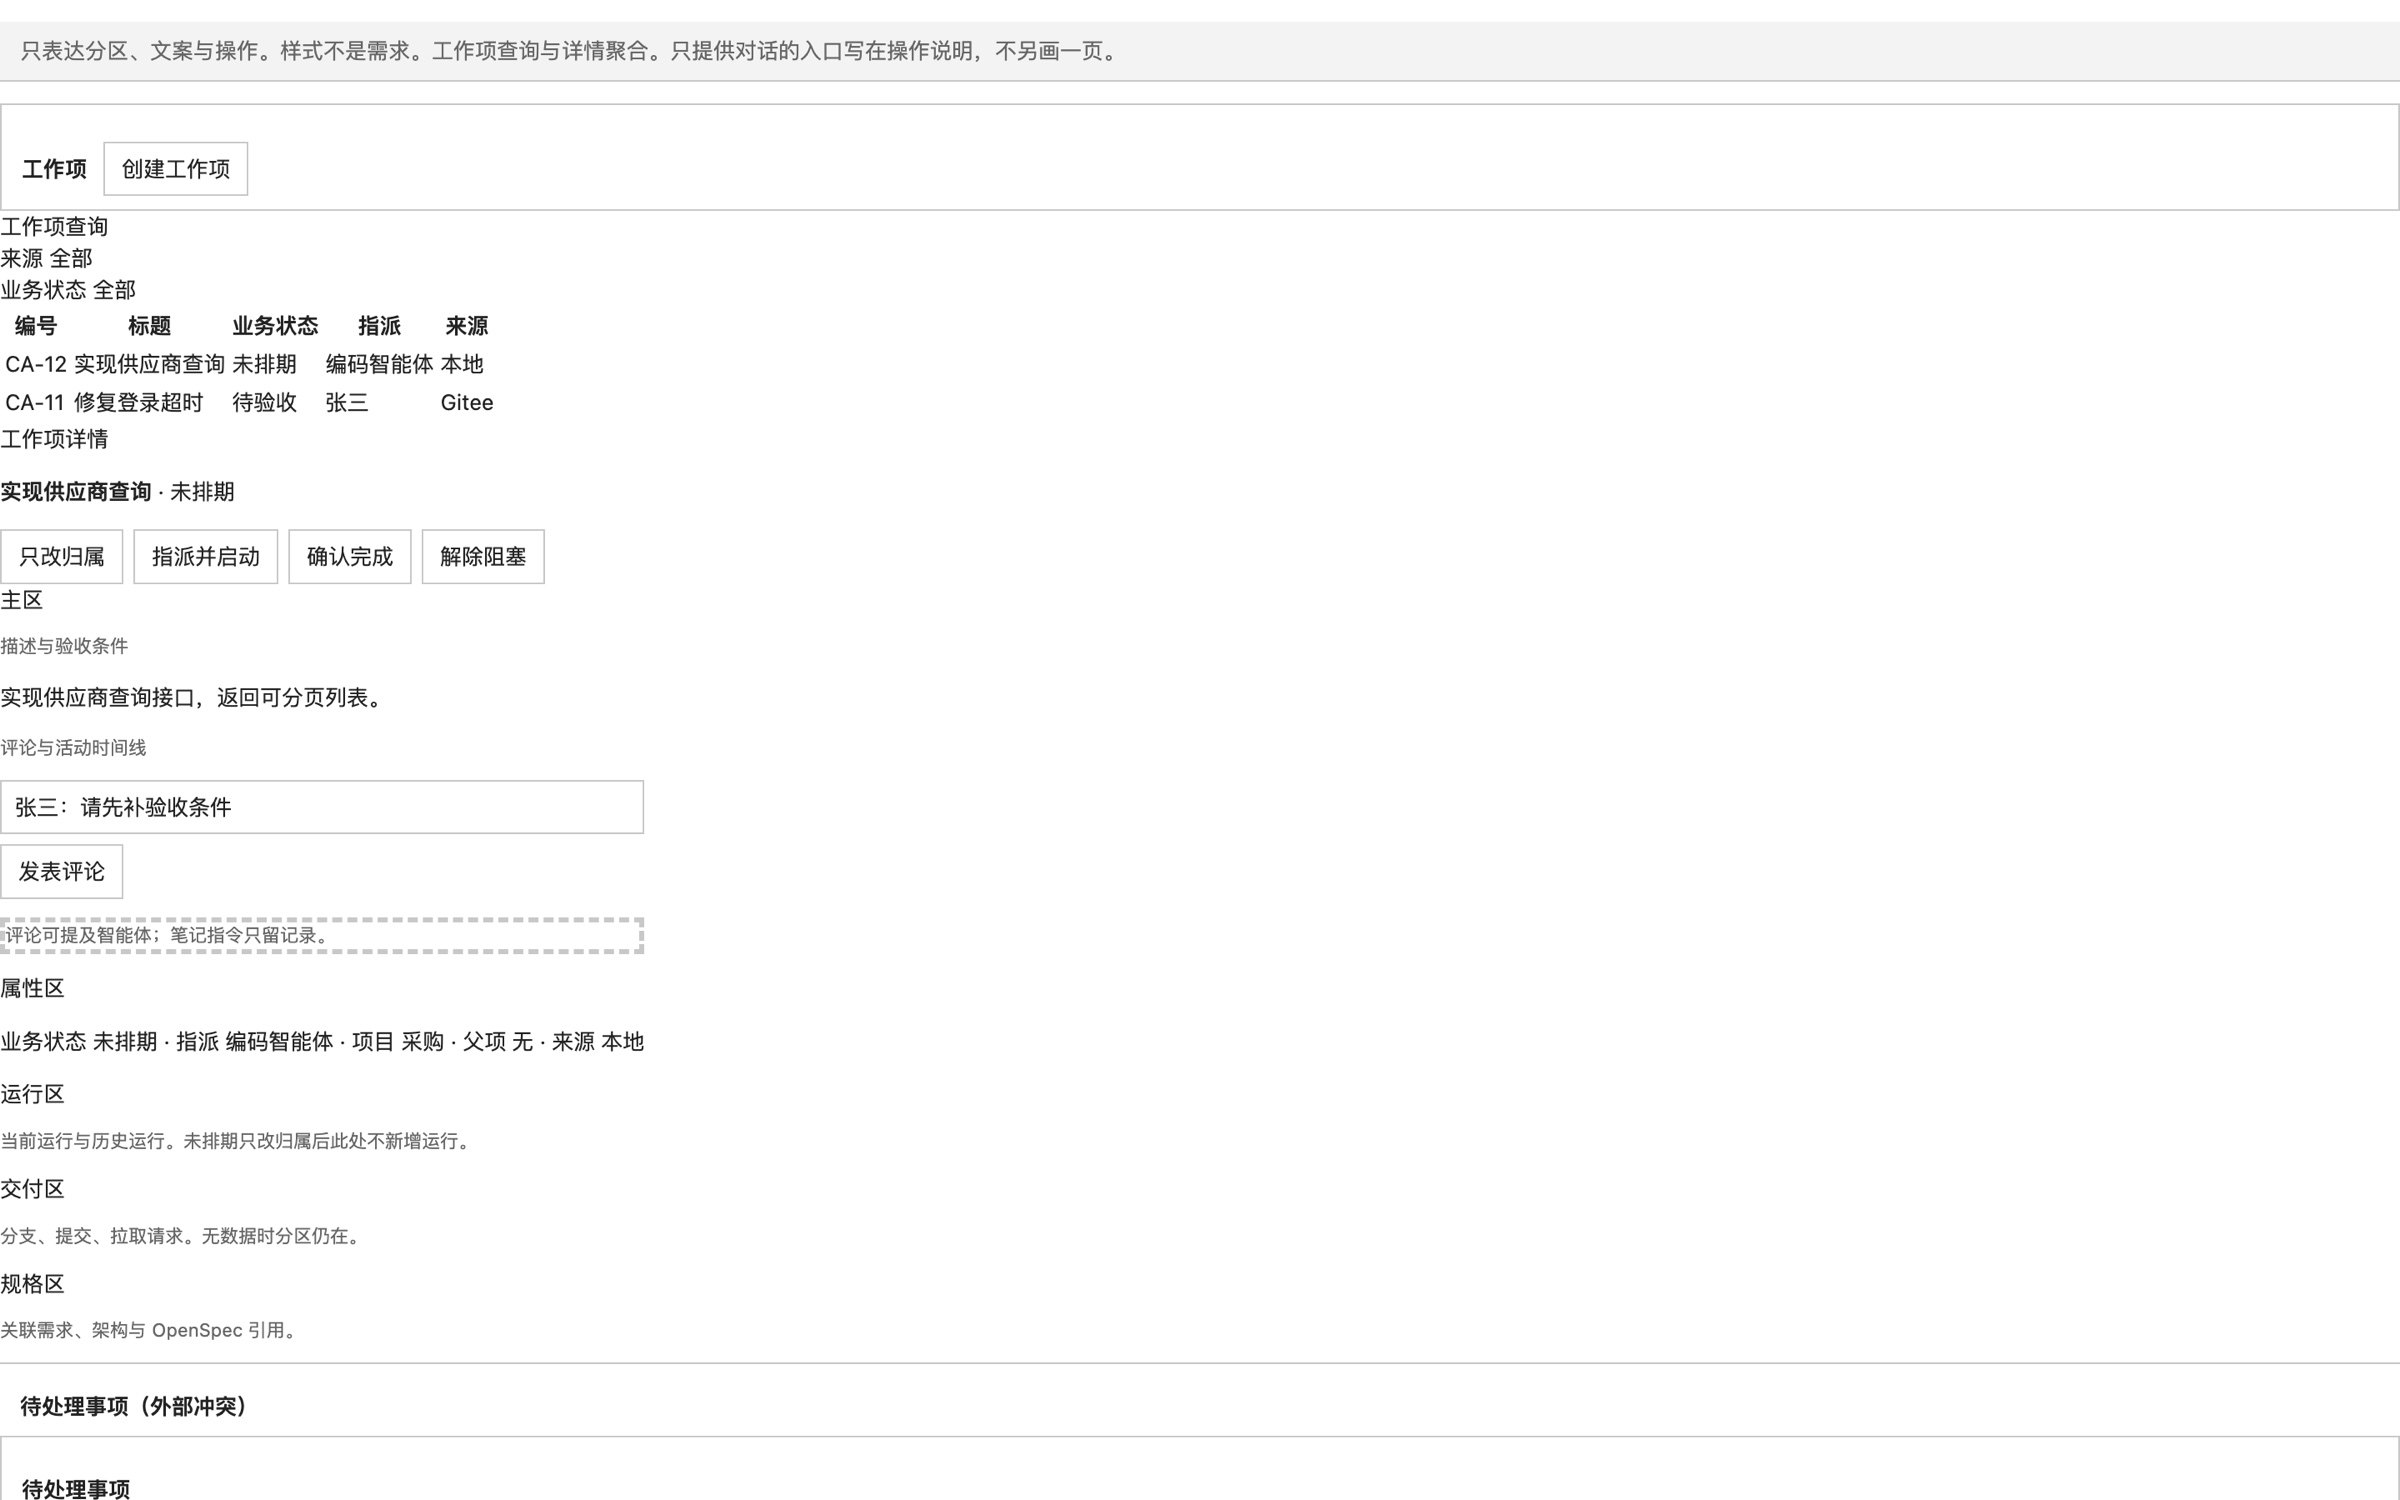 只表达分区、文案与操作。样式不是需求。工作项查询与详情聚合。只提供对话的入口写在操作说明，不另画一页。
工作项 创建工作项
工作项查询
来源 全部
业务状态 全部
编号 标题 业务状态 指派 来源
CA-12 实现供应商查询 未排期 编码智能体 本地
CA-11 修复登录超时 待验收 张三 Gitee
工作项详情
实现供应商查询 · 未排期
只改归属 指派并启动 确认完成 解除阻塞
主区
描述与验收条件
实现供应商查询接口，返回可分页列表。
评论与活动时间线
张三：请先补验收条件
发表评论
评论可提及智能体；笔记指令只留记录。
属性区
业务状态 未排期 · 指派 编码智能体 · 项目 采购 · 父项 无 · 来源 本地
运行区
当前运行与历史运行。未排期只改归属后此处不新增运行。
交付区
分支、提交、拉取请求。无数据时分区仍在。
规格区
关联需求、架构与 OpenSpec 引用。
待处理事项（外部冲突）
待处理事项